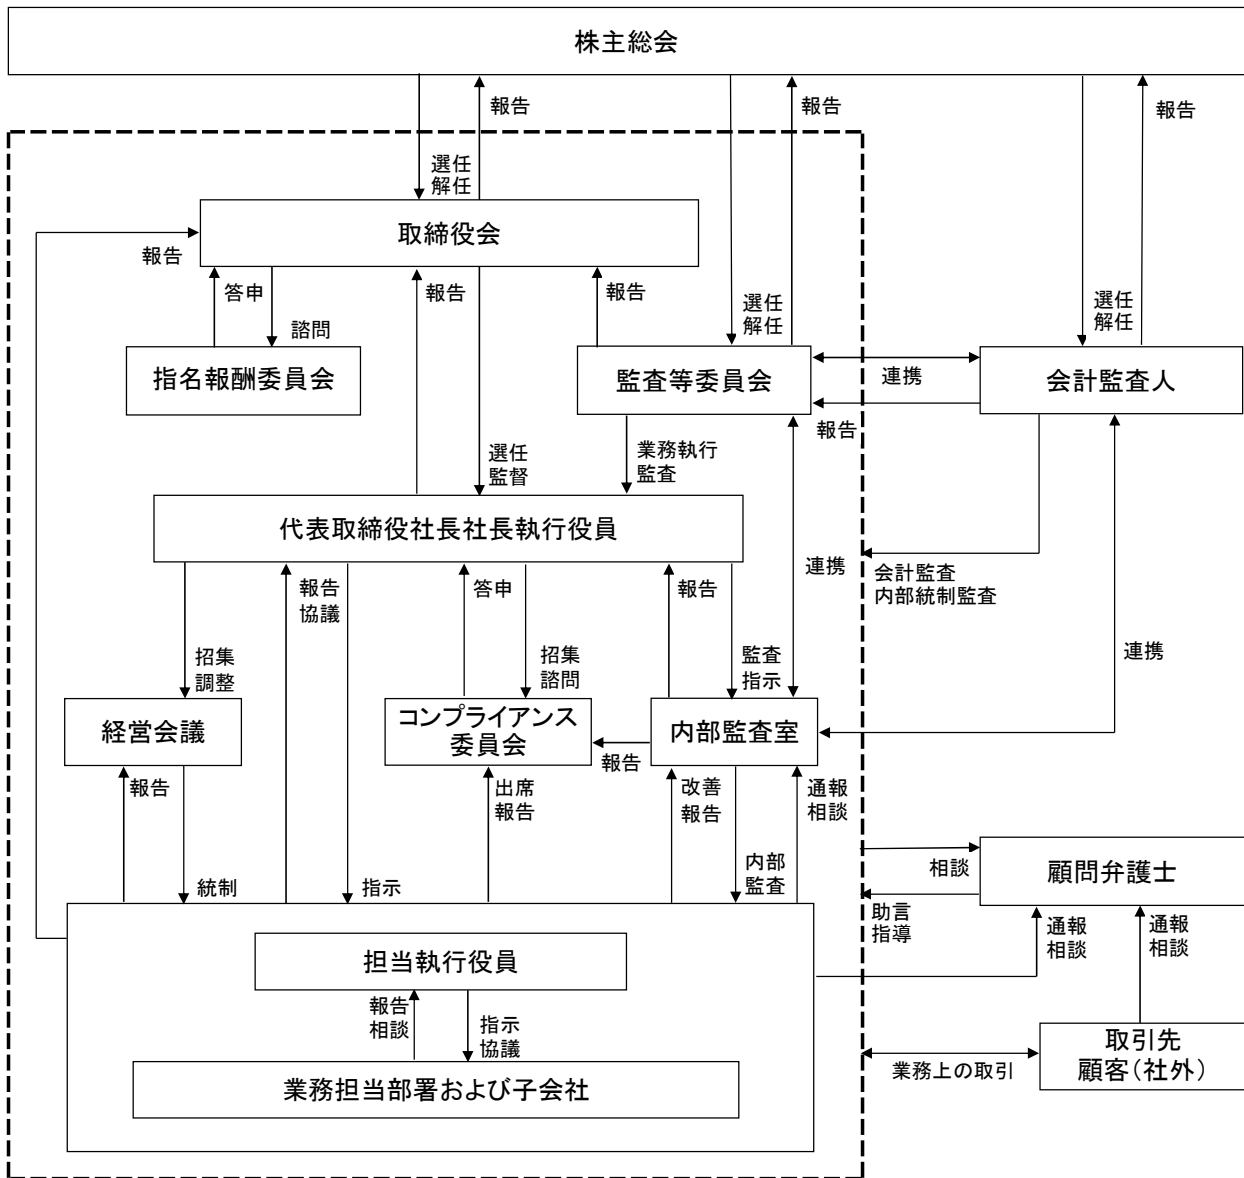 株主総会
報告
報告
報告
選任
解任
取締役会
報告
答申
諮問
報告
報告
選任
解任
選任
解任
指名報酬委員会
監査等委員会
連携
報告
会計監査人
選任
監督
業務執行
監査
代表取締役社長社長執行役員
報告
協議
答申
報告
連携
会計監査
内部統制監査
招集
調整
招集
諮問
監査
指示
連携
経営会議
コンプライアンス
委員会
報告
内部監査室
報告
出席
報告
改善
報告
通報
相談
統制
指示
内部
監査
相談
顧問弁護士
助言
指導
通報
相談
通報
相談
担当執行役員
報告
相談
指示
協議
業務担当部署および子会社
業務上の取引
取引先
顧客(社外)